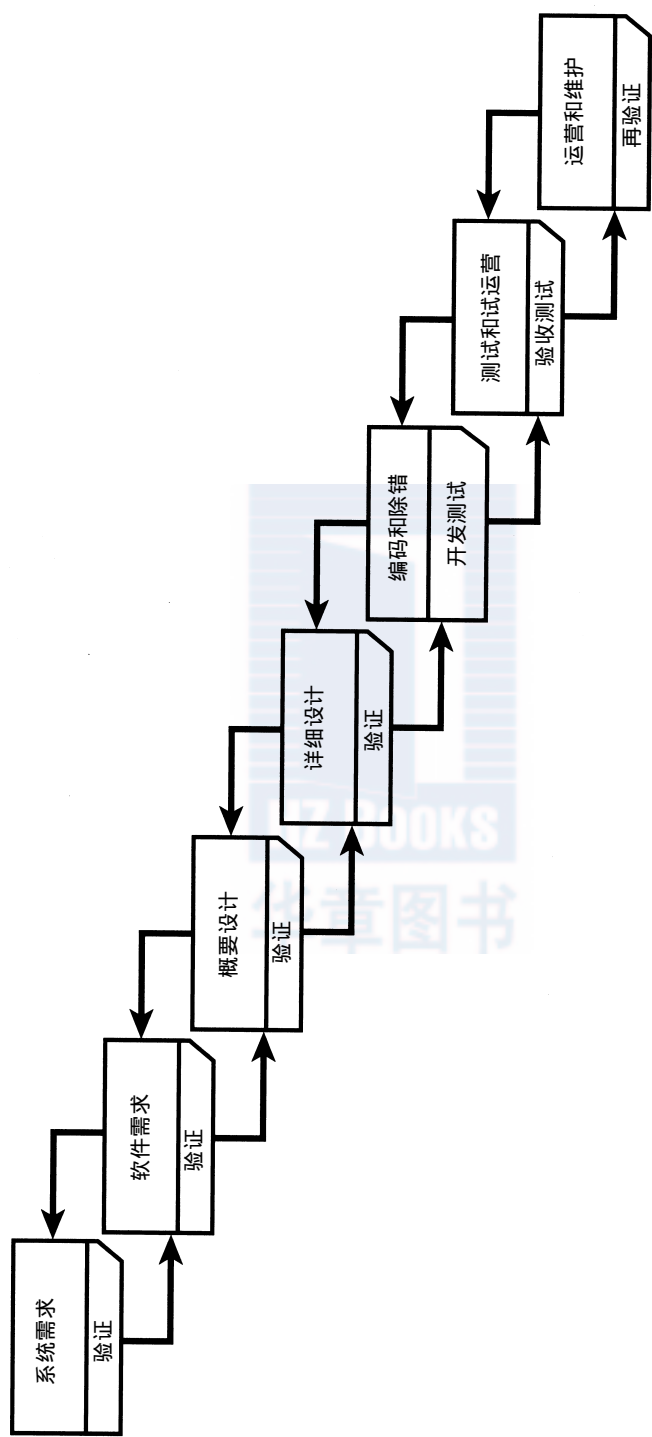 系统需求
验证
软件需求
验证
概要设计
验证
详细设计
验证
编码和除错
开发测试
测试和试运营
验收测试
运营和维护
再验证
HZ BOOKS
华章图书